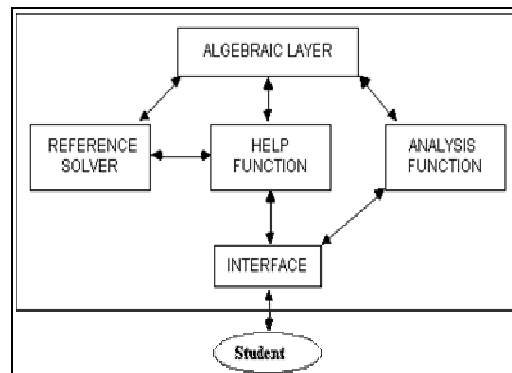 ALGEBRAIC LAYER
REFERENCE
SOLVER
HELP
FUNCTION
ANALYSIS
FUNCTION
INTERFACE
Student